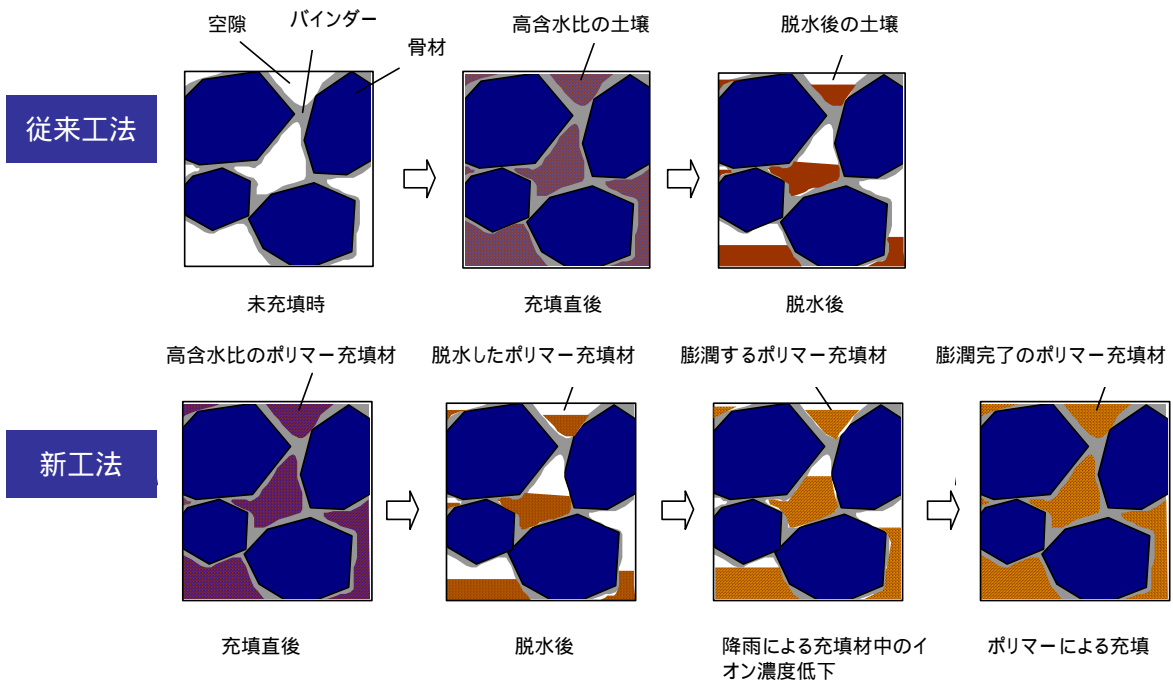 空隙
バインダー
骨材
高含水比の土壌
脱水後の土壌
従来工法
未充填時
充填直後
脱水後
高含水比のポリマー充填材
脱水したポリマー充填材
膨潤するポリマー充填材
膨潤完了のポリマー充填材
新工法
充填直後
脱水後
降雨による充填材中のイ
オン濃度低下
ポリマーによる充填